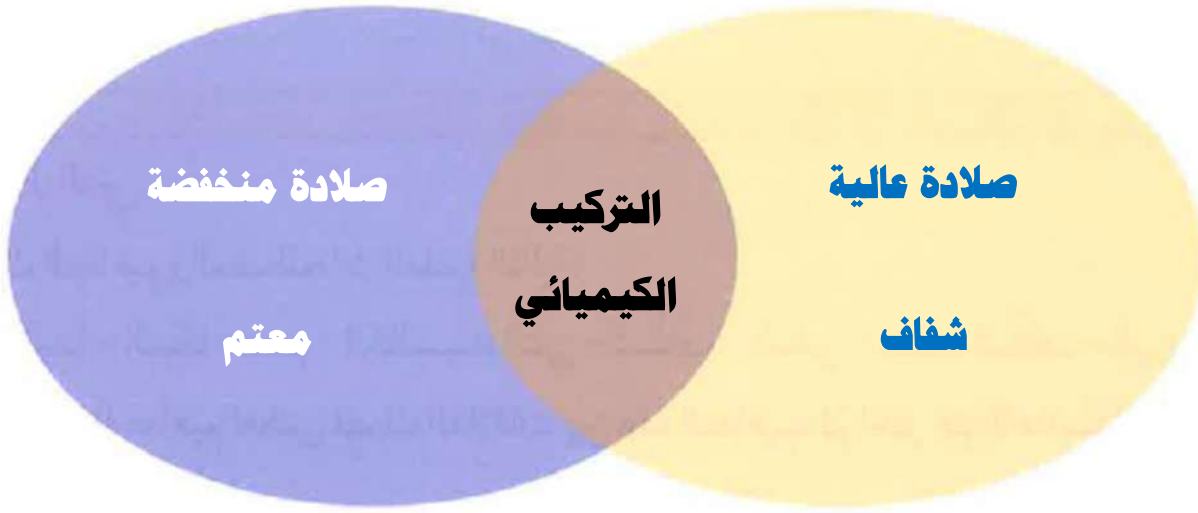 صلادة عالية
شفاف
التركيب
الكيميائي
صلادة منخفضة
معتم